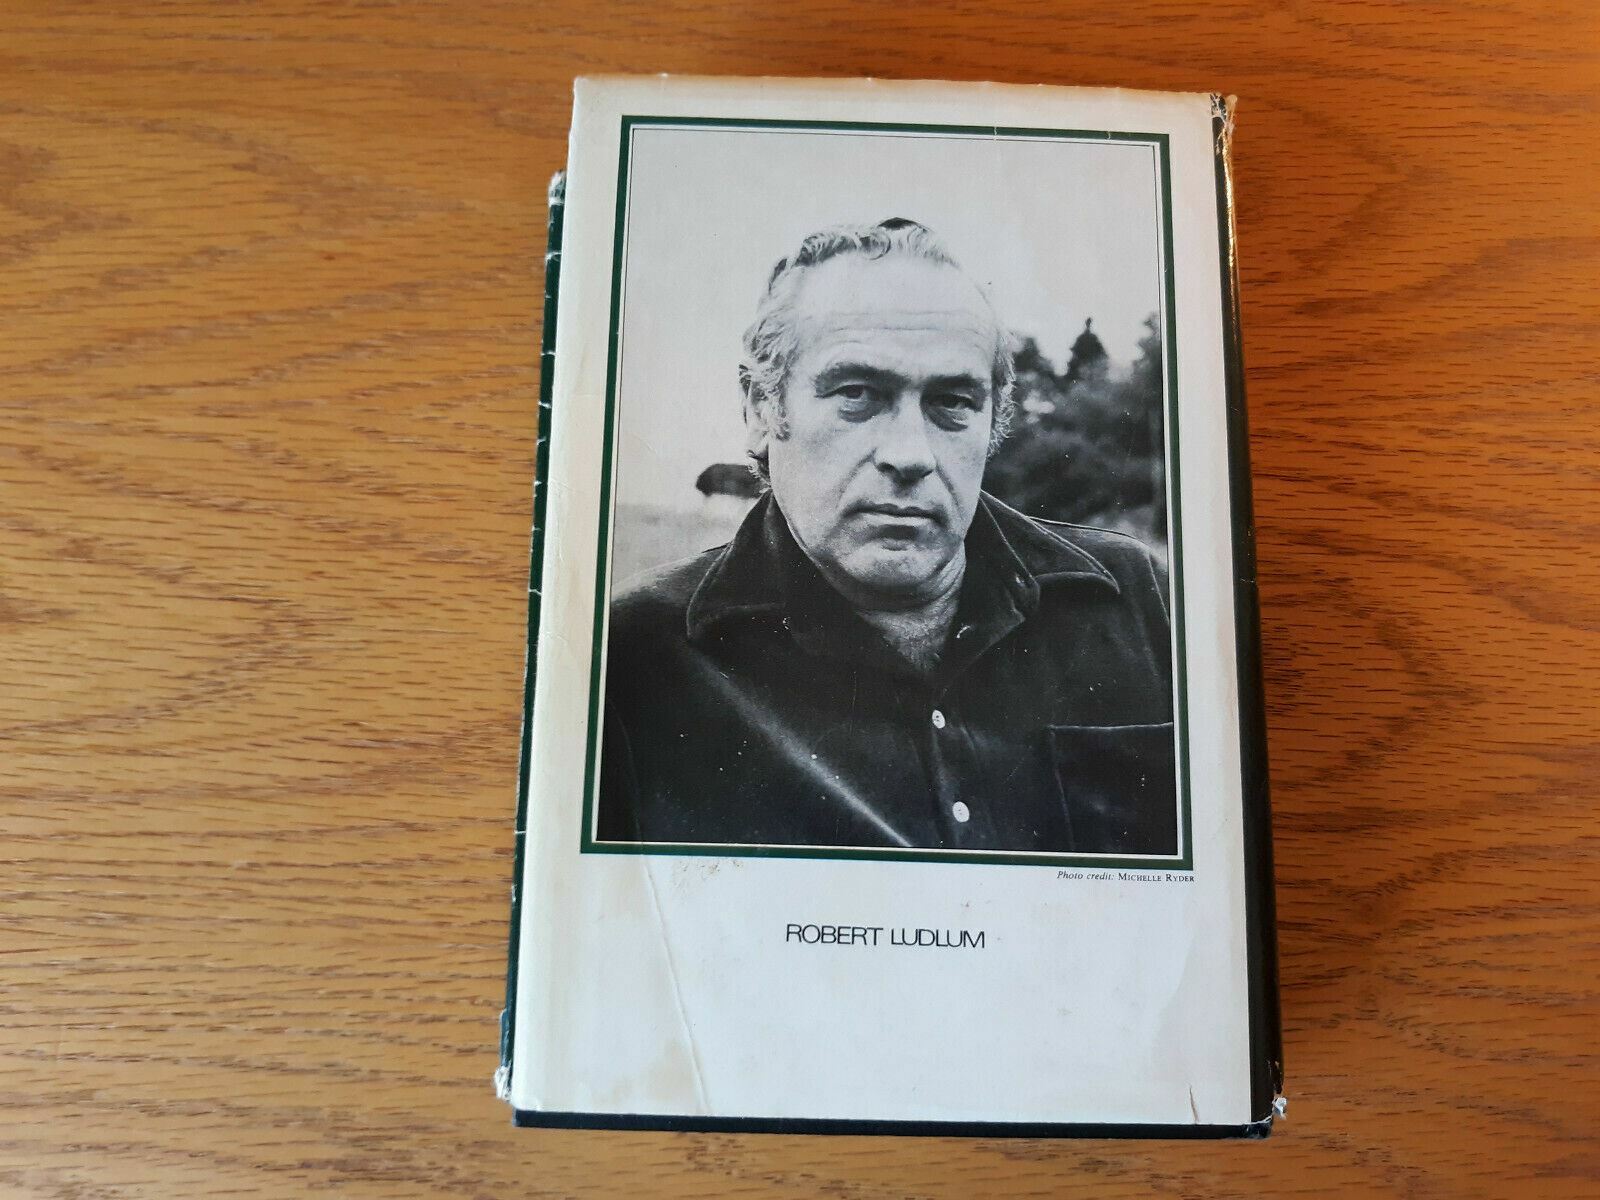 Photo credit: MICHELLE RYDER
ROBERT LUDLUM